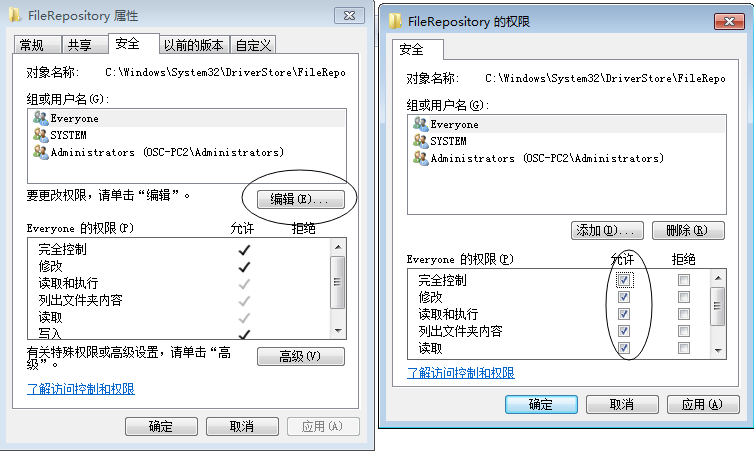 FileRepository 属性
常规 共享 安全 以前的版本 自定义
对象名称: C:\Windows\System32\DriverStore\FileRepo
组或用户名(G):
Everyone
SYSTEM
Administrators (OSC-PC2\Administrators)
要更改权限，请单击“编辑”。
编辑(E)...
Everyone 的权限(P) 允许 拒绝
完全控制
修改
读取和执行
列出文件夹内容
读取
写入
有关特殊权限或高级设置，请单击“高
级”。
高级(V)
了解访问控制和权限
确定 取消 应用(A)
FileRepository 的权限
安全
对象名称: C:\Windows\System32\DriverStore\FileRepo
组或用户名(G):
Everyone
SYSTEM
Administrators (OSC-PC2\Administrators)
添加(D)... 删除(R)
Everyone 的权限(P) 允许 拒绝
完全控制
修改
读取和执行
列出文件夹内容
读取
了解访问控制和权限
确定 取消 应用(A)